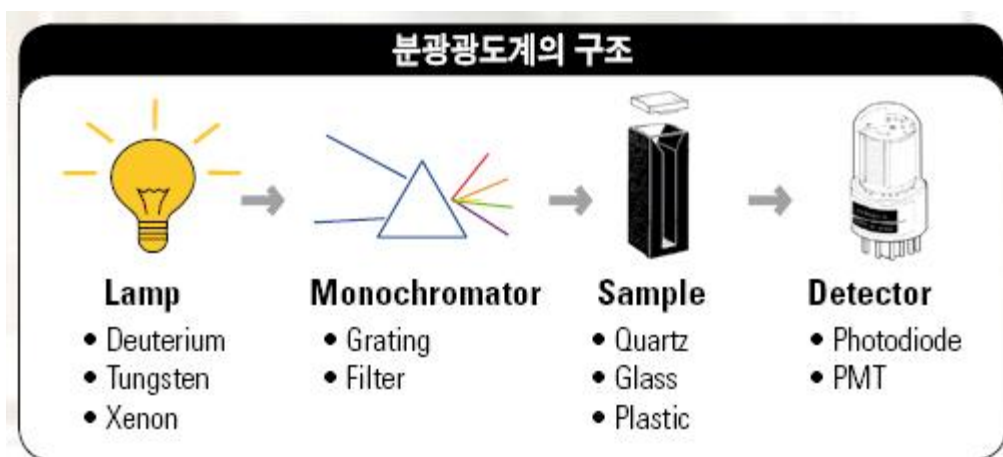 분광광도계의 구조
Lamp
• Deuterium
• Tungsten
• Xenon
Monochromator
• Grating
• Filter
Sample
• Quartz
• Glass
• Plastic
Detector
• Photodiode
• PMT